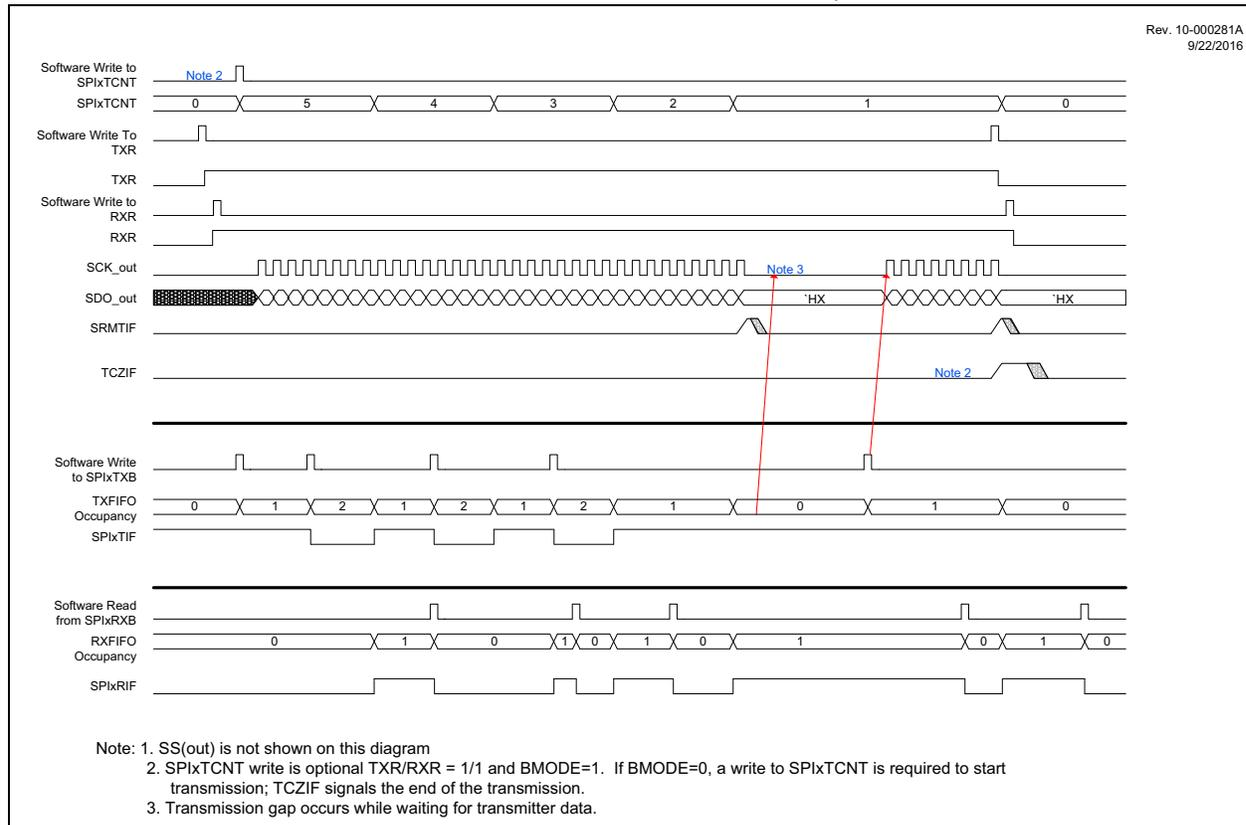 Rev. 10-000281A
9/22/2016
Software Write to
SPIxTCNT
Note 2
SPIxTCNT
0 5 4 3 2 1 0
Software Write To
TXR
TXR
Software Write to
RXR
RXR
SCK_out
Note 3
SDO_out
`HX `HX
SRMTIF
TCZIF
Note 2
Software Write
to SPIxTXB
TXFIFO
Occupancy
0 1 2 1 2 1 2 1 0 1 0
SPIxTIF
Software Read
from SPIxRXB
RXFIFO
Occupancy
0 1 0 1 0 1 0 1 0 1 0
SPIxRIF
Note: 1. SS(out) is not shown on this diagram
2. SPIxTCNT write is optional TXR/RXR = 1/1 and BMODE=1. If BMODE=0, a write to SPIxTCNT is required to start
transmission; TCZIF signals the end of the transmission.
3. Transmission gap occurs while waiting for transmitter data.